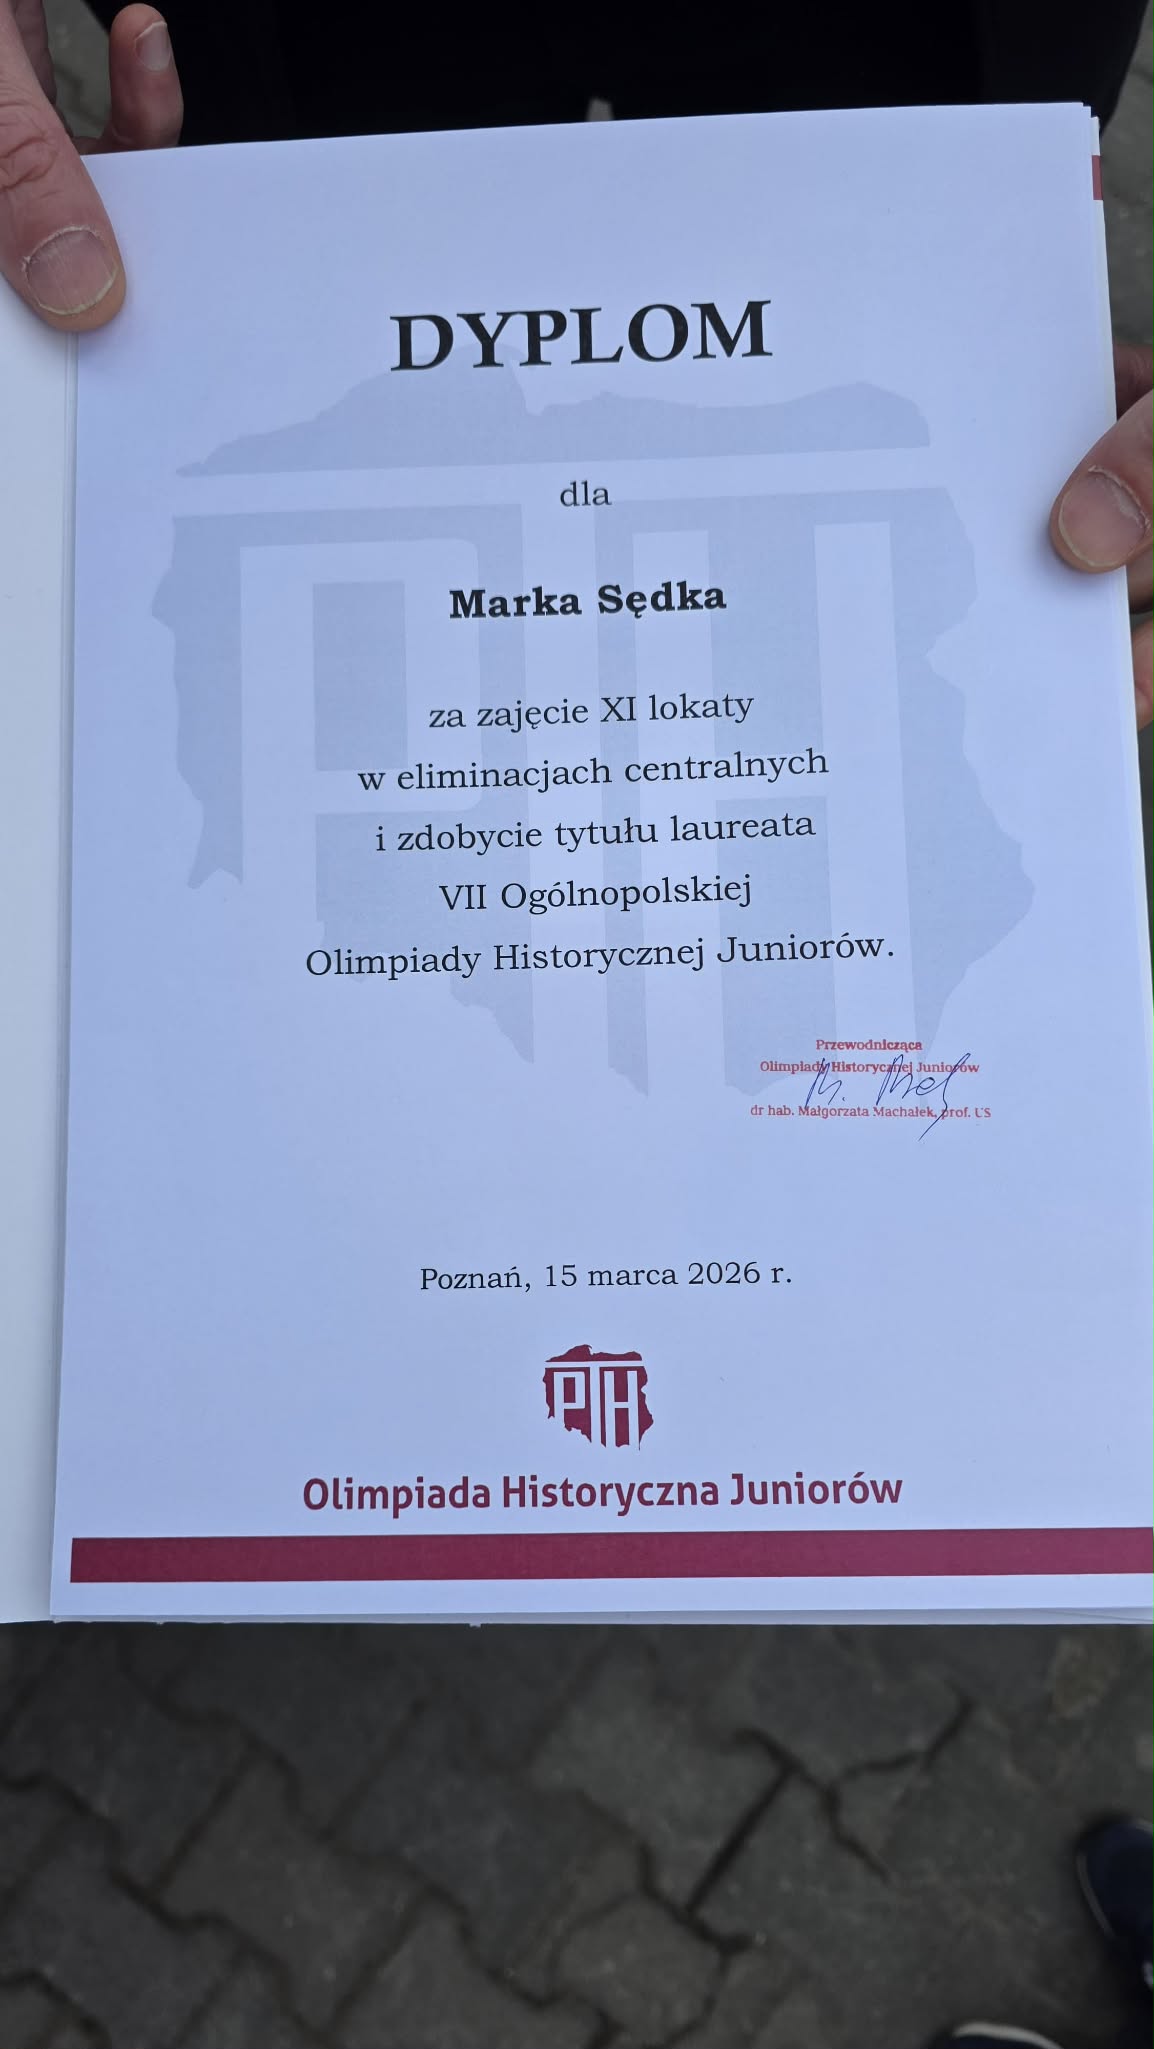 DYPLOM
dla
Marka Sędka
za zajęcie XI lokaty
w eliminacjach centralnych
i zdobycie tytułu laureata
VII Ogólnopolskiej
Olimpiady Historycznej Juniorów.
Przewodnicząca
Olimpiady Historycznej Juniorów
dr hab. Małgorzata Machałek, prof. US
Poznań, 15 marca 2026 r.
PTH
Olimpiada Historyczna Juniorów